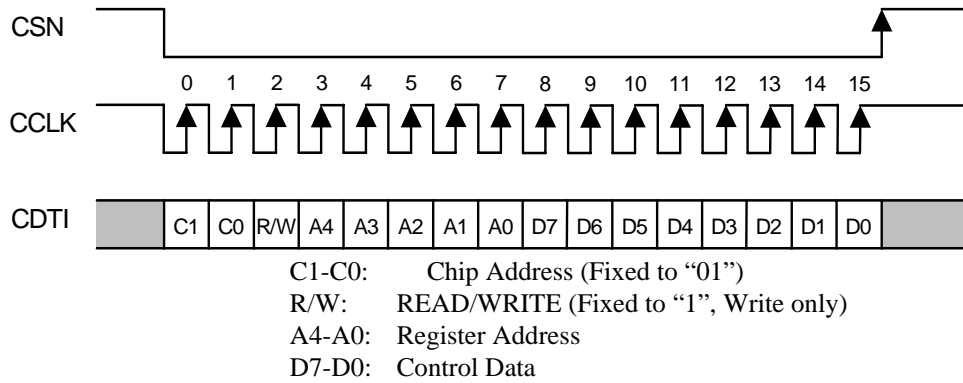 CSN
0 1 2 3 4 5 6 7 8 9 10 11 12 13 14 15
CCLK
CDTI
C1 C0 R/W A4 A3 A2 A1 A0 D7 D6 D5 D4 D3 D2 D1 D0
C1-C0: Chip Address (Fixed to “01”)
R/W: READ/WRITE (Fixed to “1”, Write only)
A4-A0: Register Address
D7-D0: Control Data